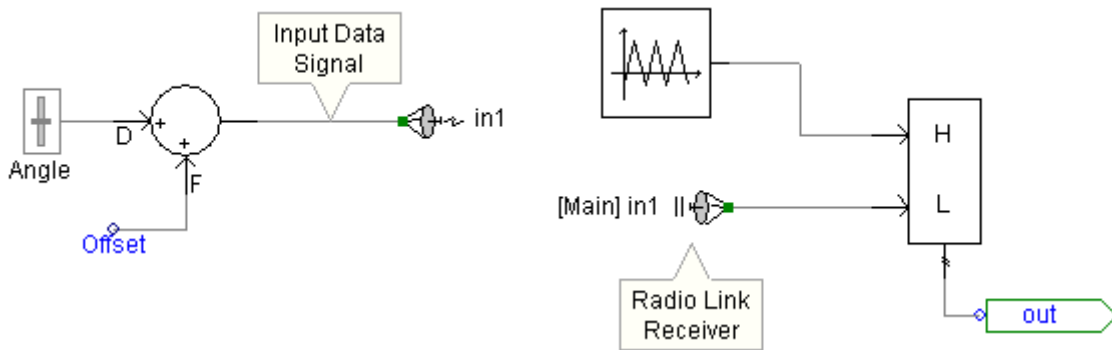 Input Data
Signal
+
+
D
F
in1
Angle
Offset
H
L
[Main] in1
Radio Link
Receiver
out